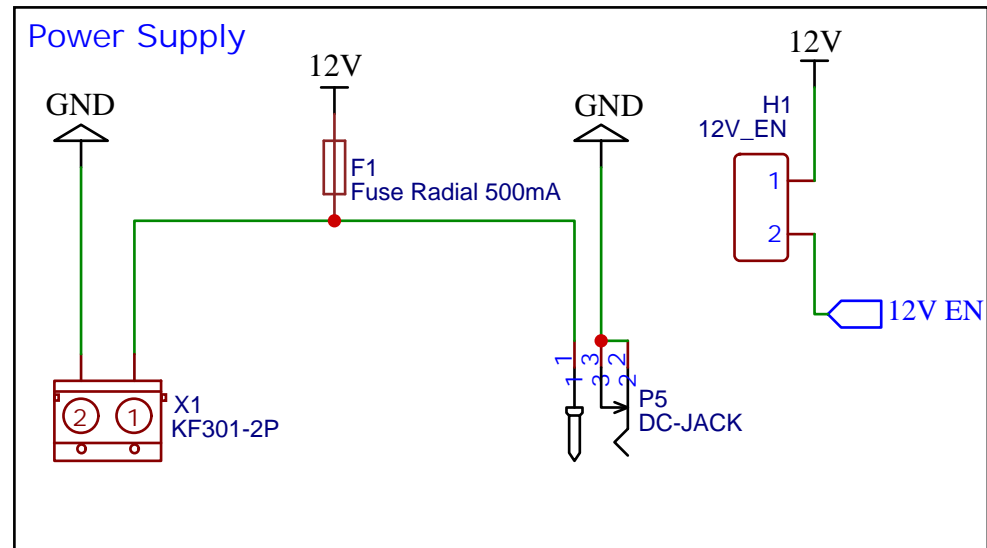 Power Supply
12V
12V
GND
GND
H1
12V_EN
F1
Fuse Radial 500mA
1
2
12V EN
1
3
2
1
3
2
X1
KF301-2P
2
1
P5
DC-JACK